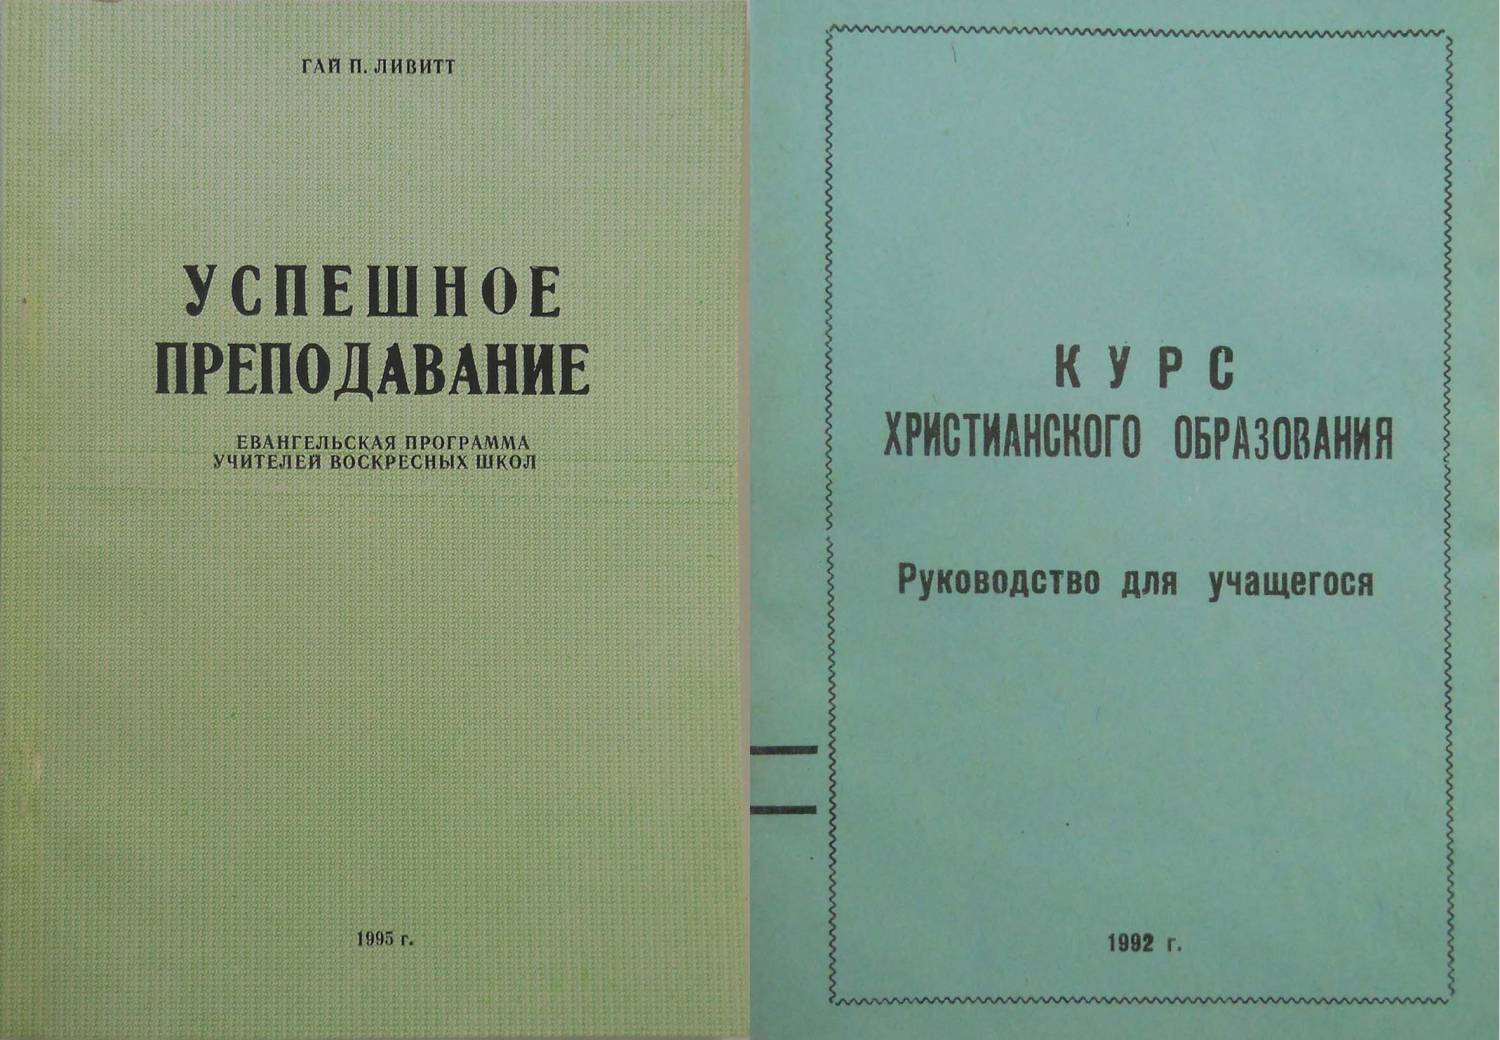 ГАЙ П. ЛИВИТТ
УСПЕШНОЕ
ПРЕПОДАВАНИЕ
ЕВАНГЕЛЬСКАЯ ПРОГРАММА
УЧИТЕЛЕЙ ВОСКРЕСНЫХ ШКОЛ
1995 г.
КУРС
ХРИСТИАНСКОГО ОБРАЗОВАНИЯ
Руководство для учащегося
1992 г.